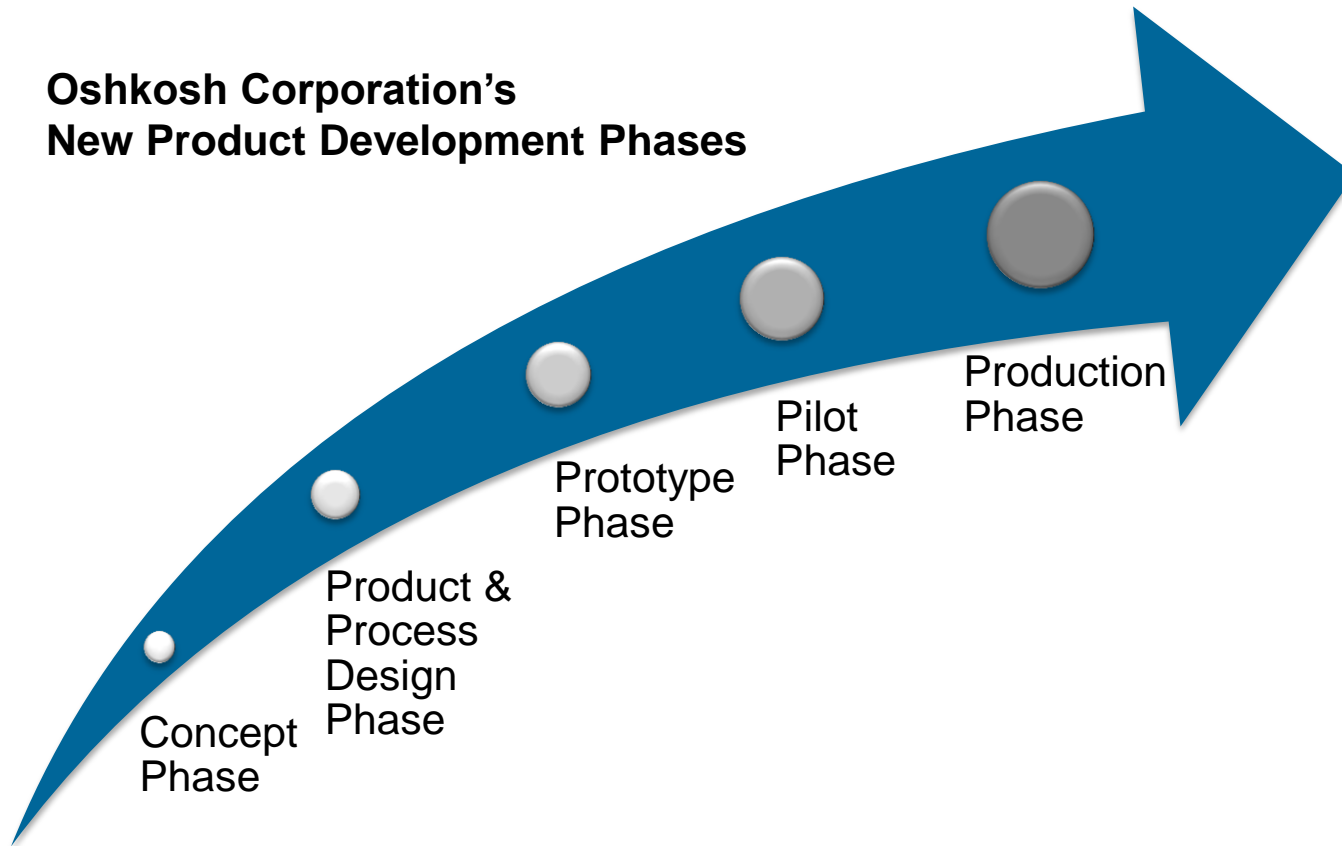 Oshkosh Corporation’s
New Product Development Phases
Concept
Phase
Product &
Process
Design
Phase
Prototype
Phase
Pilot
Phase
Production
Phase